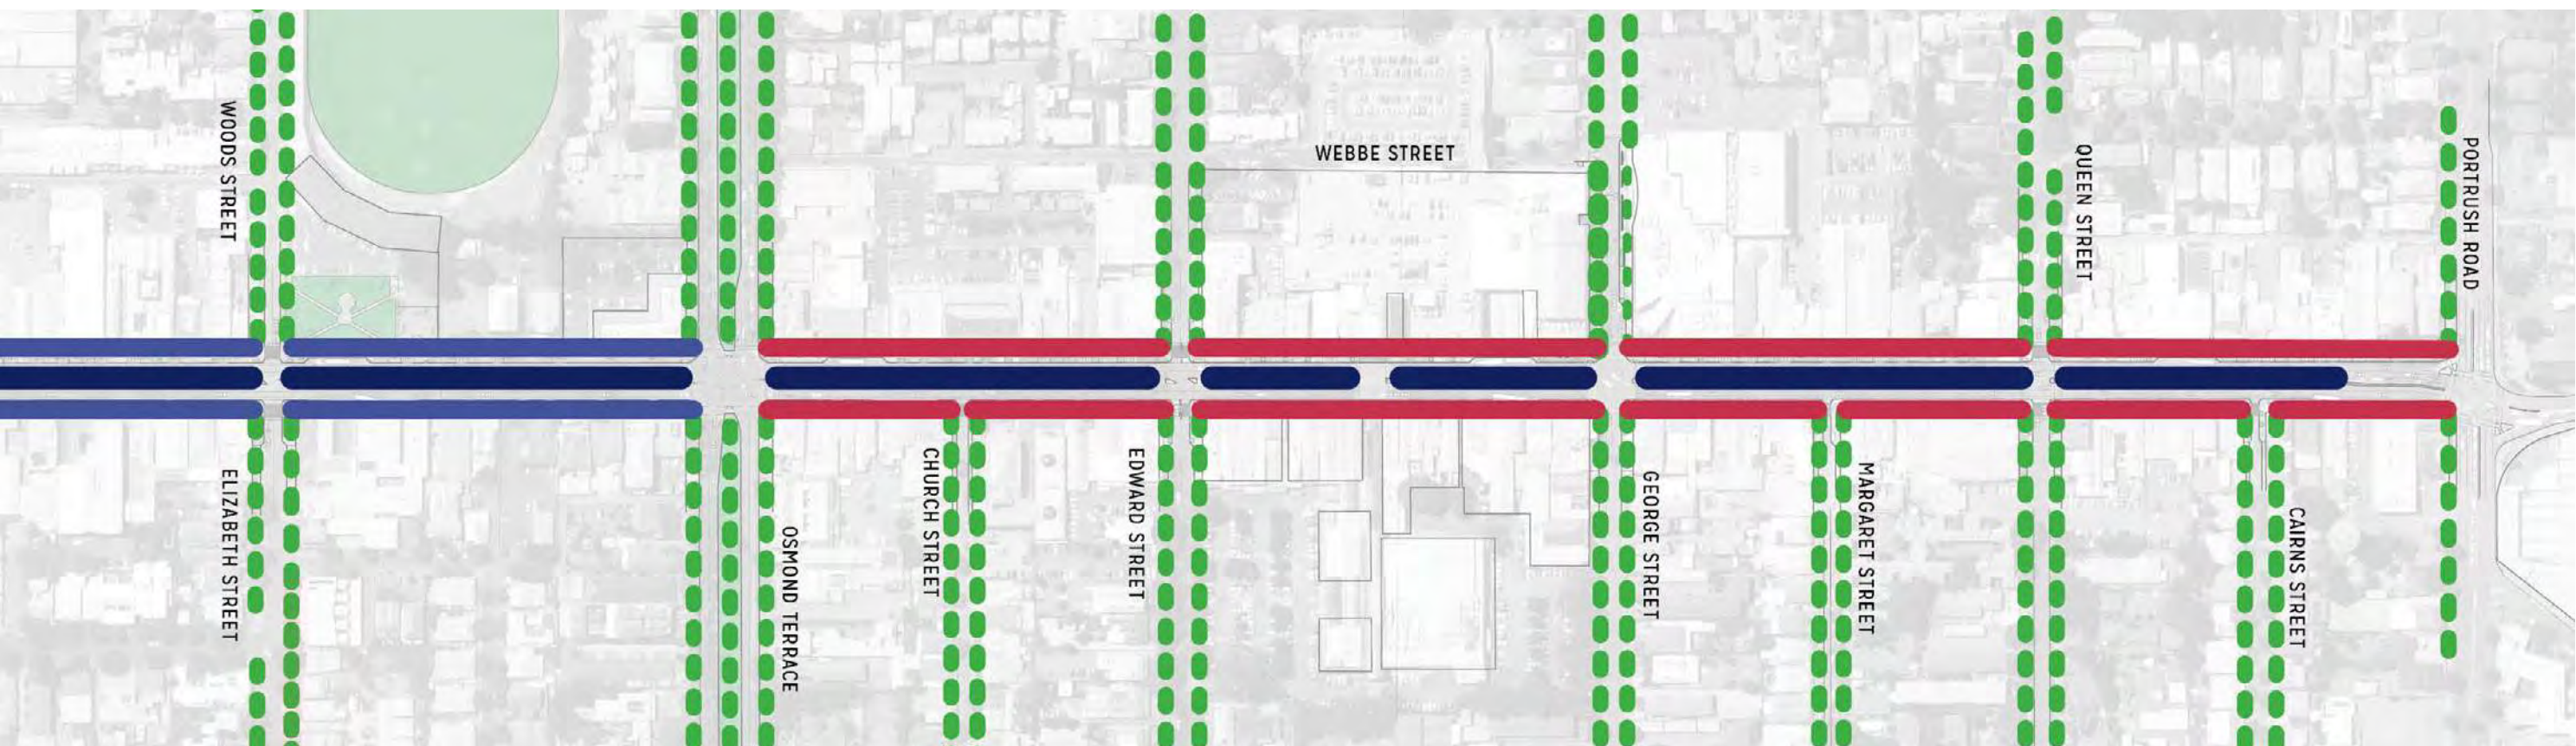 WOODS STREET
WEBBE STREET
QUEEN STREET
PORTRUSH ROAD
ELIZABETH STREET
OSMOND TERRACE
CHURCH STREET
EDWARD STREET
GEORGE STREET
MARGARET STREET
CAIRNS STREET